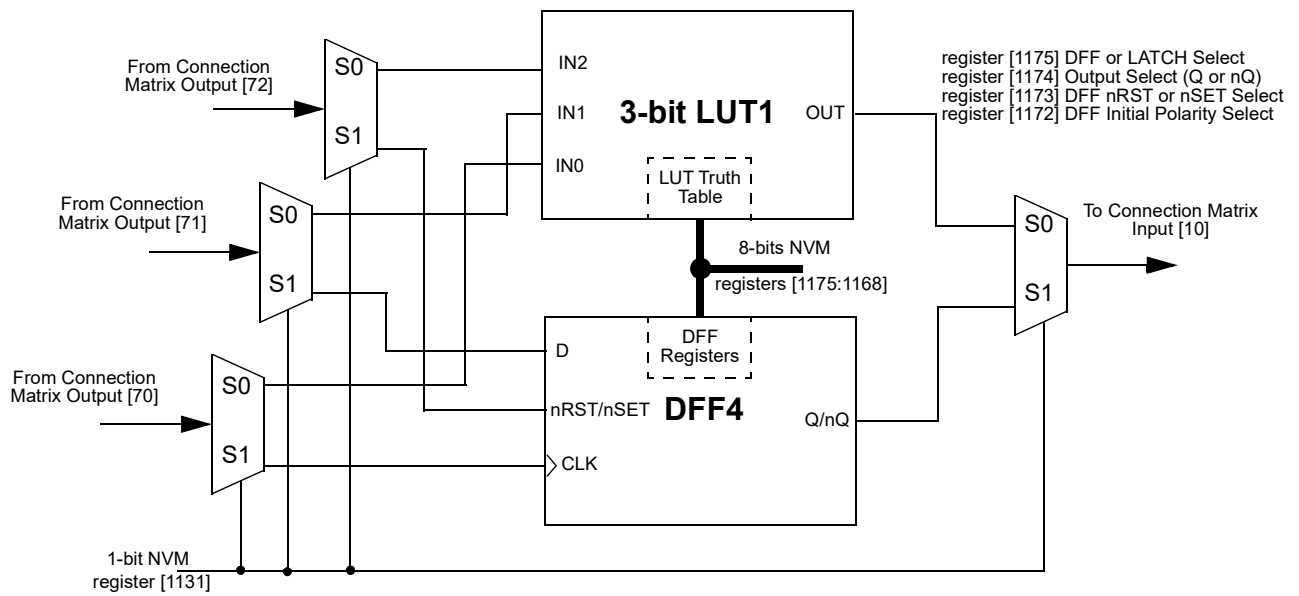 From Connection
Matrix Output [72]
S0
S1
From Connection
Matrix Output [71]
S0
S1
From Connection
Matrix Output [70]
S0
S1
1-bit NVM
register [1131]
IN2
IN1
IN0
3-bit LUT1
OUT
LUT Truth
Table
8-bits NVM
registers [1175:1168]
DFF
Registers
D
nRST/nSET
CLK
DFF4
Q/nQ
register [1175] DFF or LATCH Select
register [1174] Output Select (Q or nQ)
register [1173] DFF nRST or nSET Select
register [1172] DFF Initial Polarity Select
S0
S1
To Connection Matrix
Input [10]